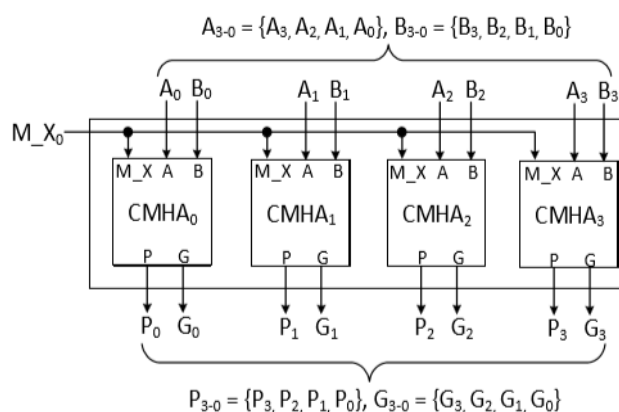 A₃₋₀ = {A₃, A₂, A₁, A₀}, B₃₋₀ = {B₃, B₂, B₁, B₀}
A₀ B₀ A₁ B₁ A₂ B₂ A₃ B₃
M_X₀
M_X A B M_X A B M_X A B M_X A B
CMHA₀ CMHA₁ CMHA₂ CMHA₃
P G P G P G P G
P₀ G₀ P₁ G₁ P₂ G₂ P₃ G₃
P₃₋₀ = {P₃, P₂, P₁, P₀}, G₃₋₀ = {G₃, G₂, G₁, G₀}